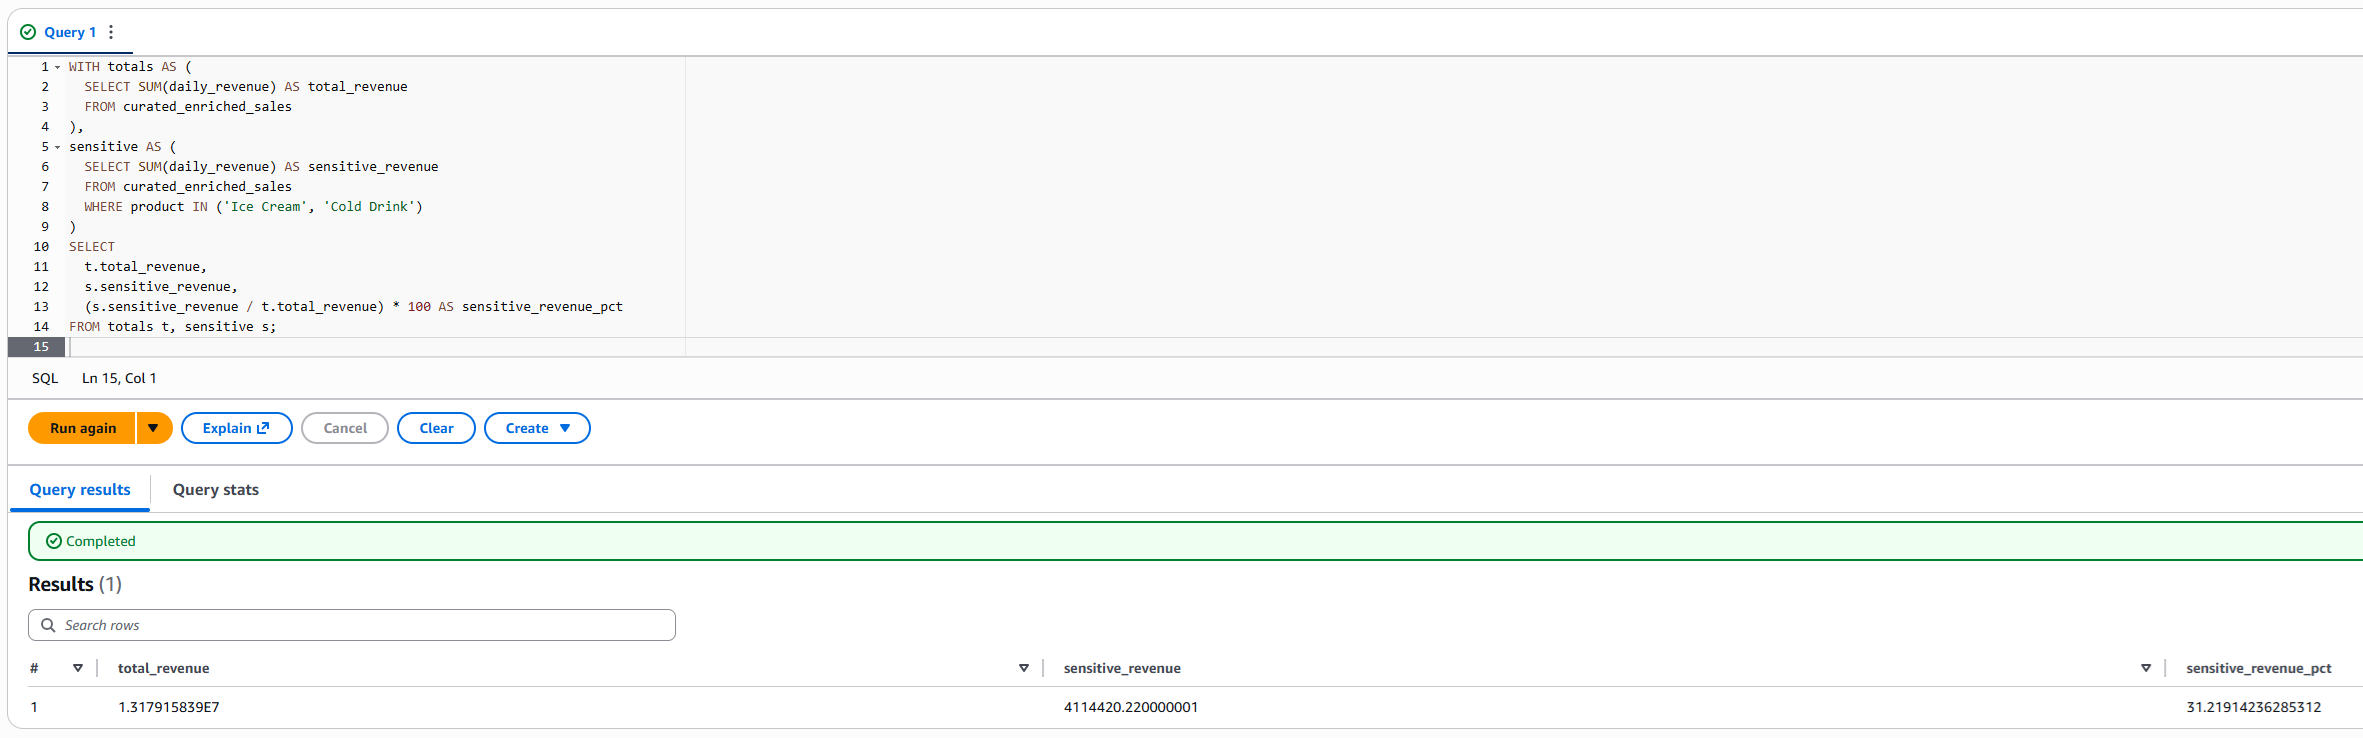 Query 1
1 WITH totals AS (
2 SELECT SUM(daily_revenue) AS total_revenue
3 FROM curated_enriched_sales
4 ),
5 sensitive AS (
6 SELECT SUM(daily_revenue) AS sensitive_revenue
7 FROM curated_enriched_sales
8 WHERE product IN ('Ice Cream', 'Cold Drink')
9 )
10 SELECT
11 t.total_revenue,
12 s.sensitive_revenue,
13 (s.sensitive_revenue / t.total_revenue) * 100 AS sensitive_revenue_pct
14 FROM totals t, sensitive s;
15
SQL Ln 15, Col 1
Run again Explain Cancel Clear Create
Query results Query stats
Completed
Results (1)
Search rows
# total_revenue sensitive_revenue sensitive_revenue_pct
1 1.317915839E7 4114420.220000001 31.21914236285312